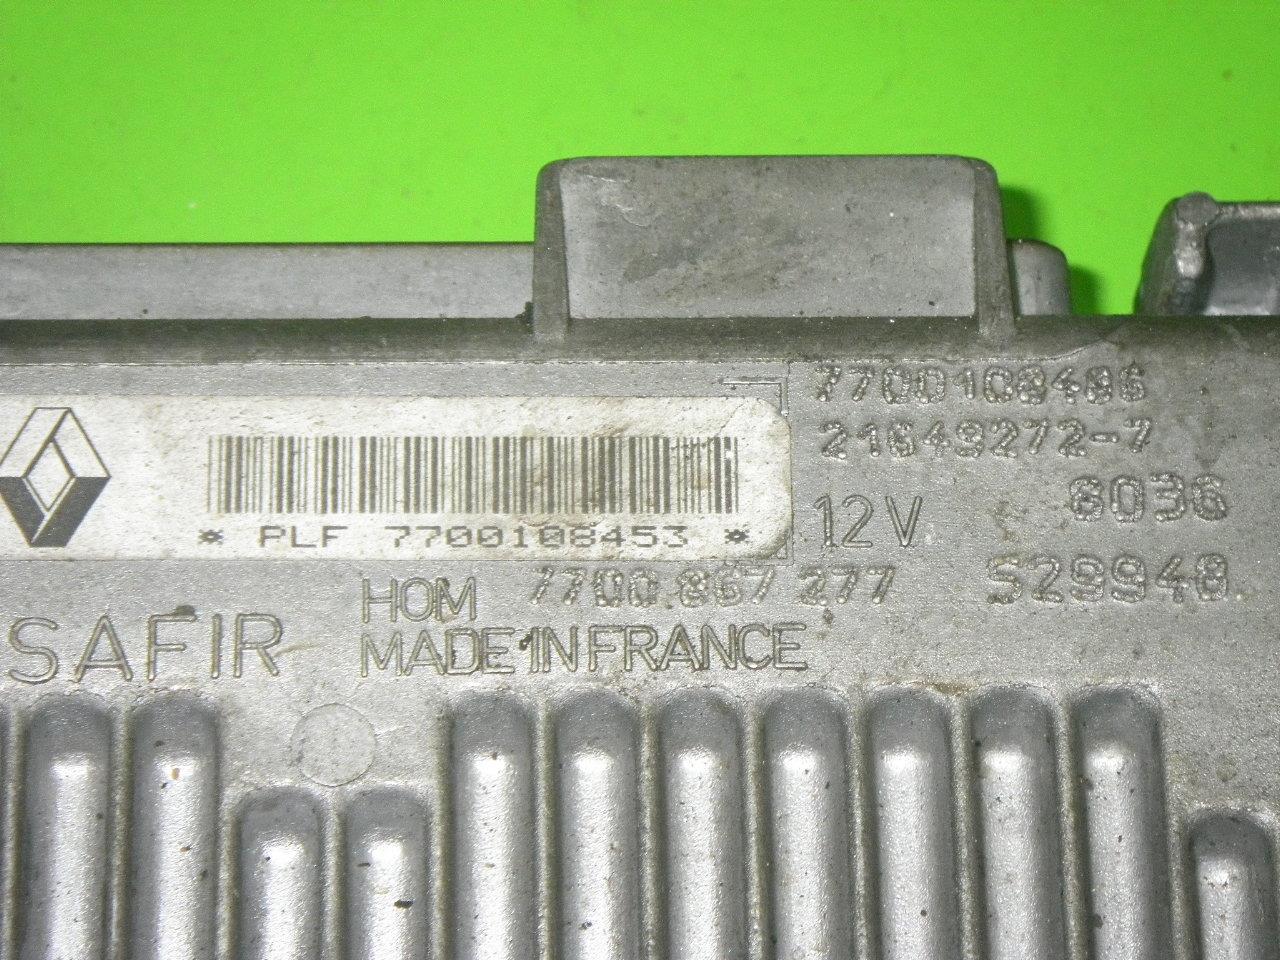 7700108486
21649272-7
* PLF 7700108453 *
12V
6036
HOM 7700 867 277
S29940
SAFIR
MADE IN FRANCE